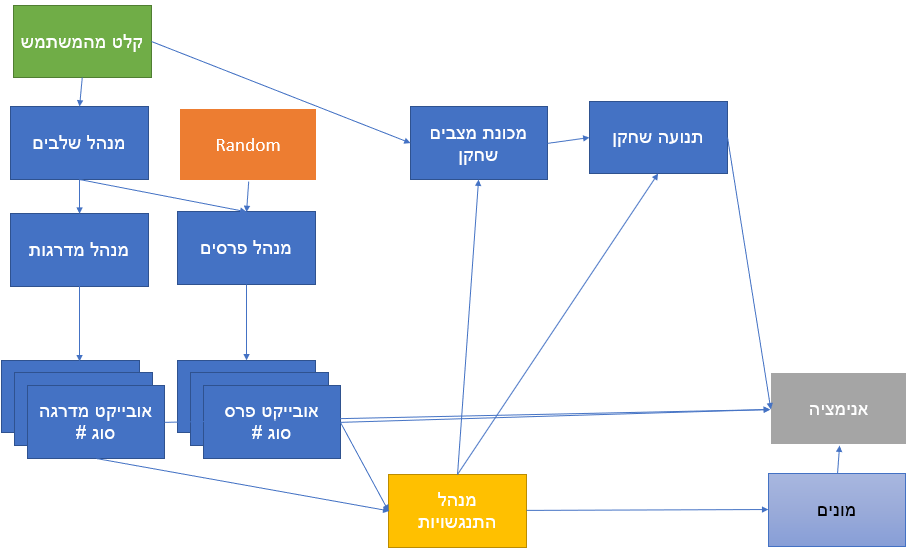 קלט מהמשתמש
מנהל שלבים
Random
מכונת מצבים
שחקן
תנועה שחקן
מנהל מדרגות
מנהל פרסים
אובייקט מדרגה
סוג #
אובייקט פרס
סוג #
אנימציה
מנהל
התנגשויות
מונים